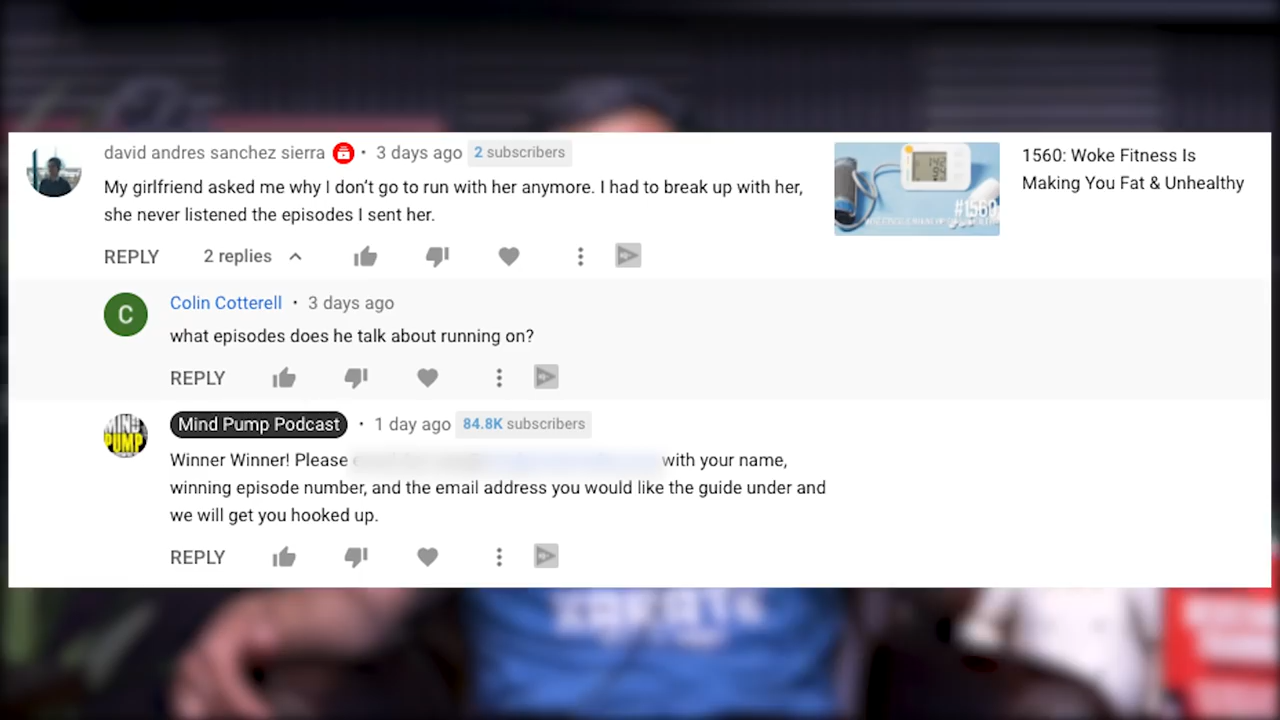 david andres sanchez sierra • 3 days ago 2 subscribers
My girlfriend asked me why I don't go to run with her anymore. I had to break up with her,
she never listened the episodes I sent her.
REPLY 2 replies
1560: Woke Fitness Is
Making You Fat & Unhealthy
#1560
C
Colin Cotterell • 3 days ago
what episodes does he talk about running on?
REPLY
MIND
PUMP
Mind Pump Podcast • 1 day ago 84.8K subscribers
Winner Winner! Please with your name,
winning episode number, and the email address you would like the guide under and
we will get you hooked up.
REPLY